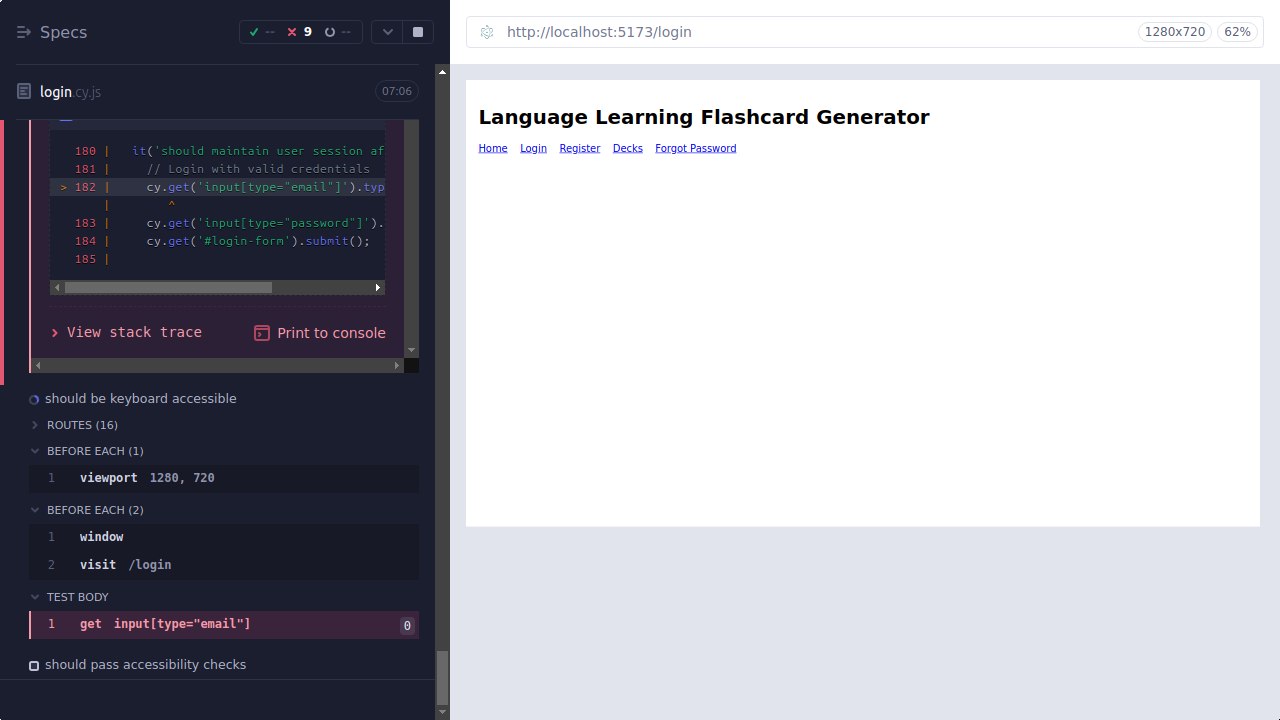 Specs
-- 9 --
login.cy.js
07:06
180 | it('should maintain user session af
181 | // Login with valid credentials
> 182 | cy.get('input[type="email"]').typ
| ^
183 | cy.get('input[type="password"]').
184 | cy.get('#login-form').submit();
185 |
View stack trace
Print to console
should be keyboard accessible
ROUTES (16)
BEFORE EACH (1)
1 viewport 1280, 720
BEFORE EACH (2)
1 window
2 visit /login
TEST BODY
1 get input[type="email"] 0
should pass accessibility checks
http://localhost:5173/login
1280x720
62%
Language Learning Flashcard Generator
Home Login Register Decks Forgot Password